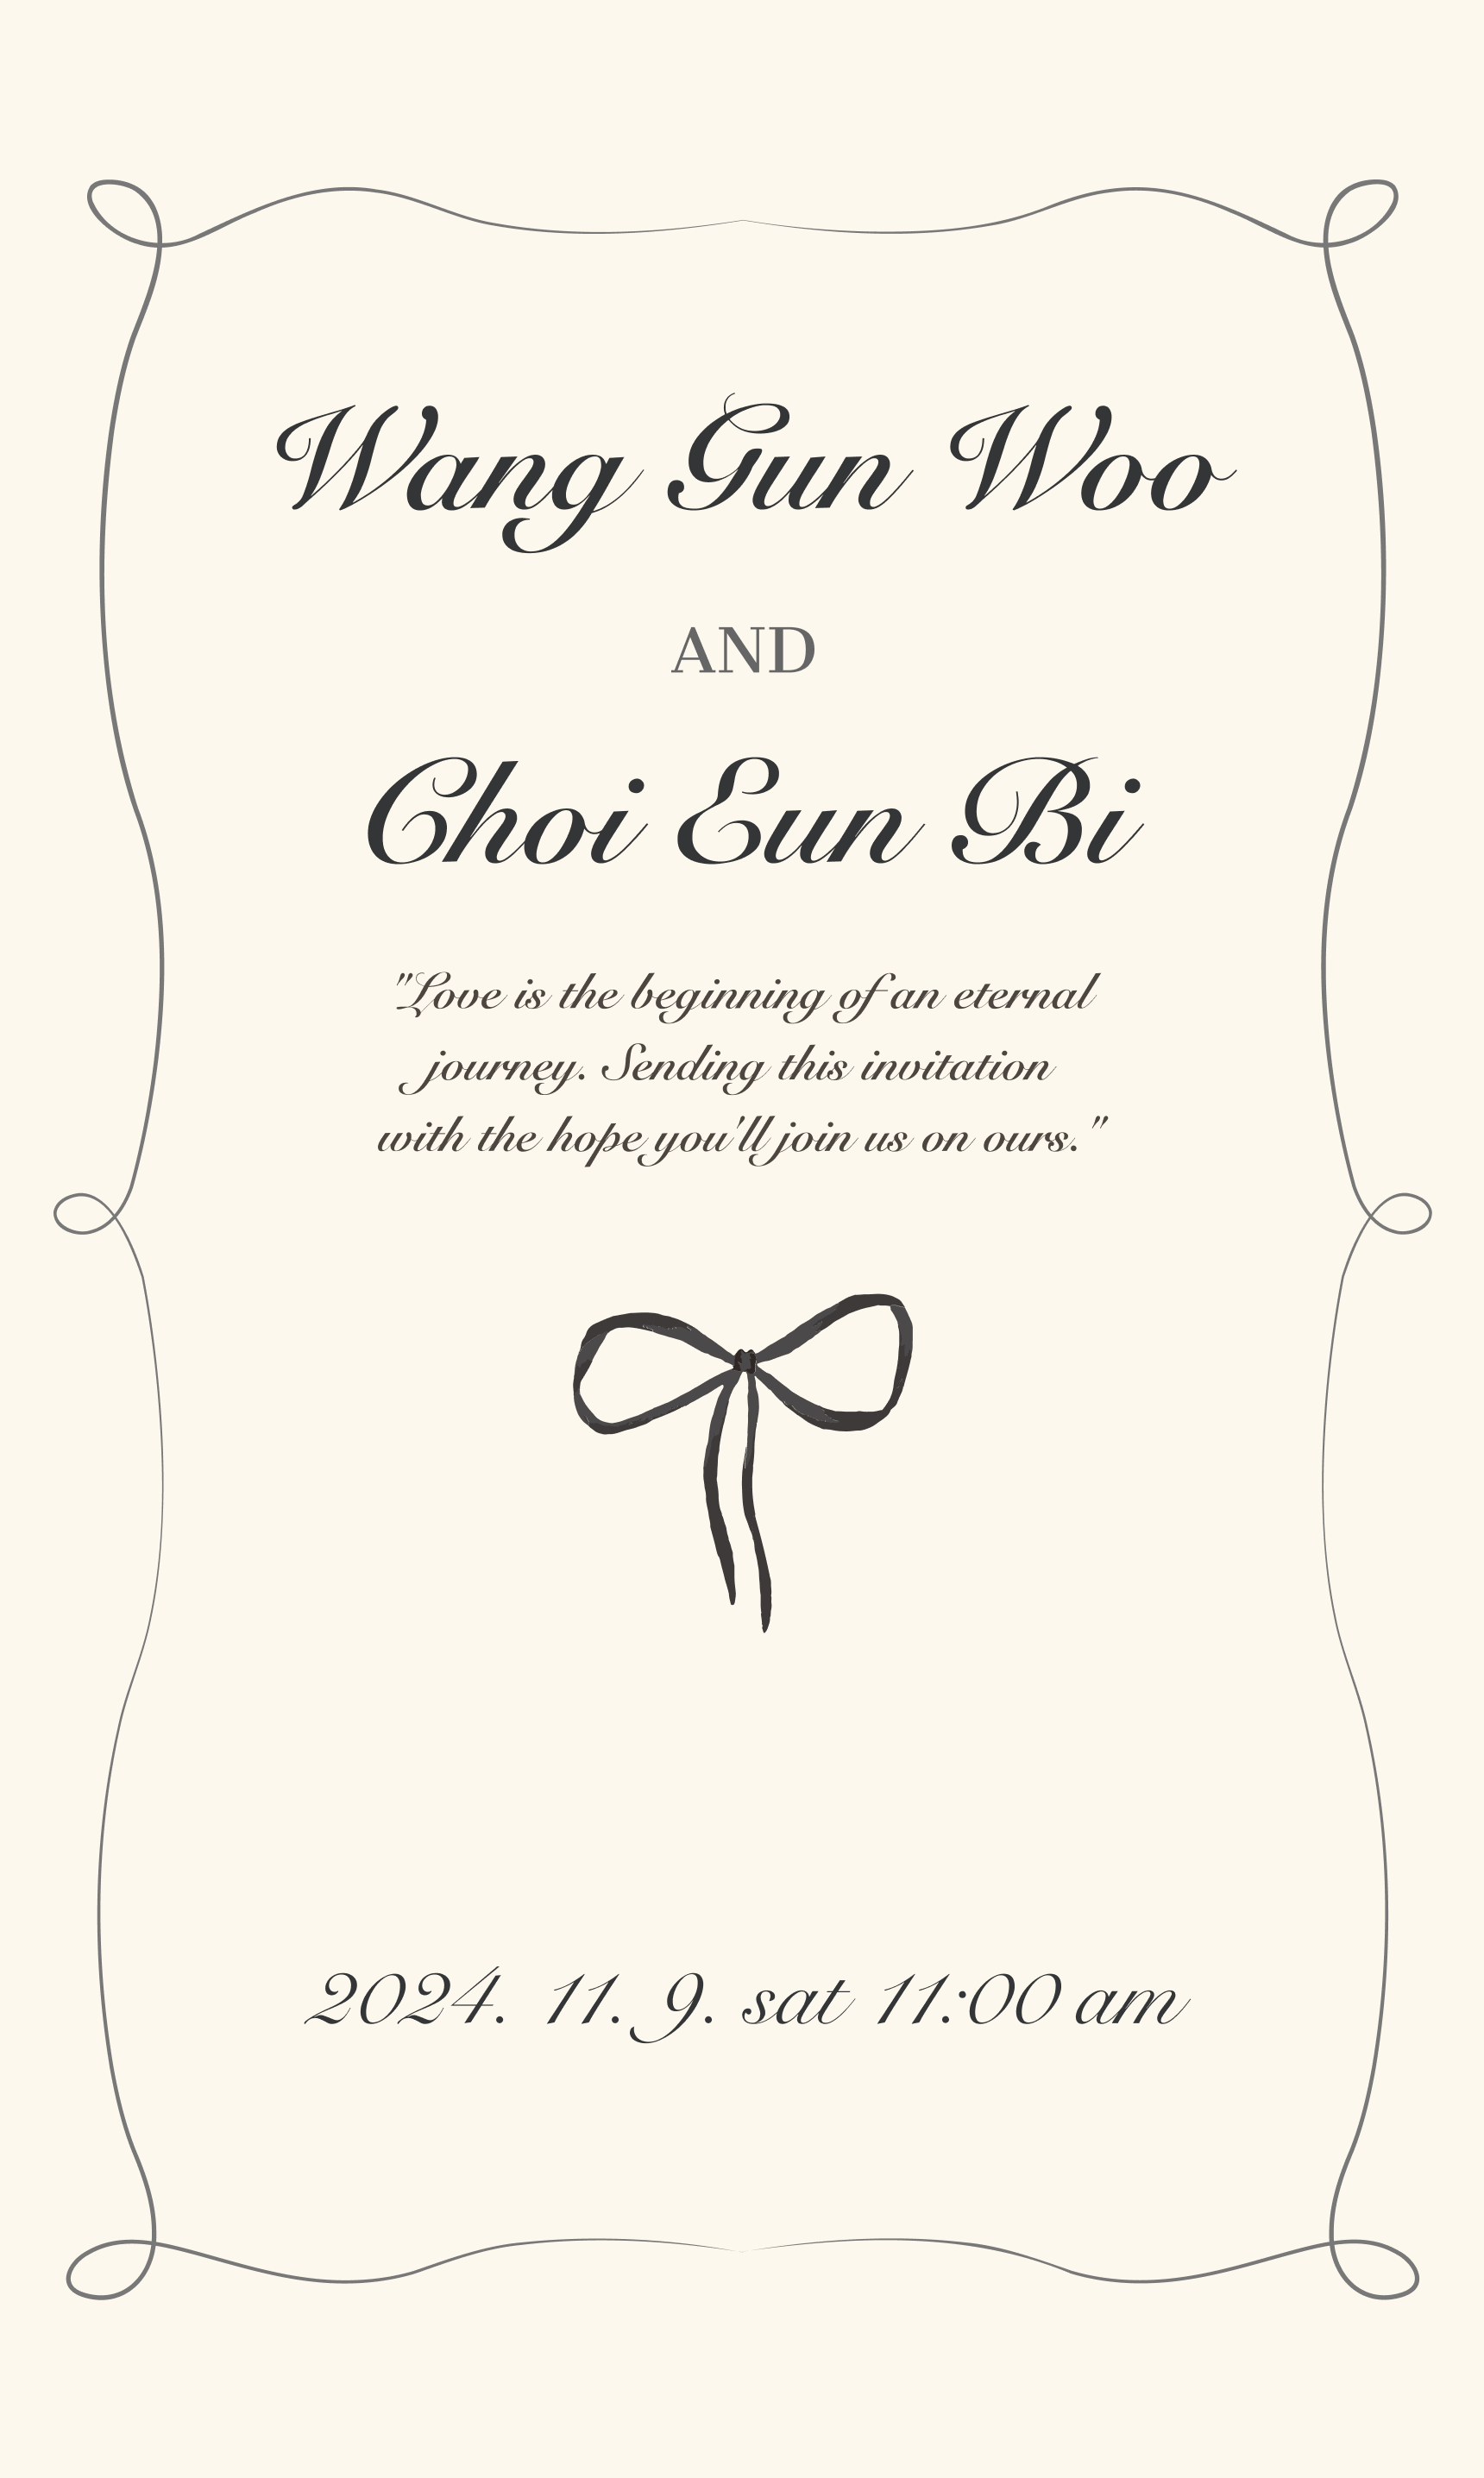 Wang Gun Woo
AND
Choi Eun Bi
"Love is the beginning of an eternal
journey. Sending this invitation
with the hope you'll join us on ours."
2024. 11. 9. sat 11:00 am